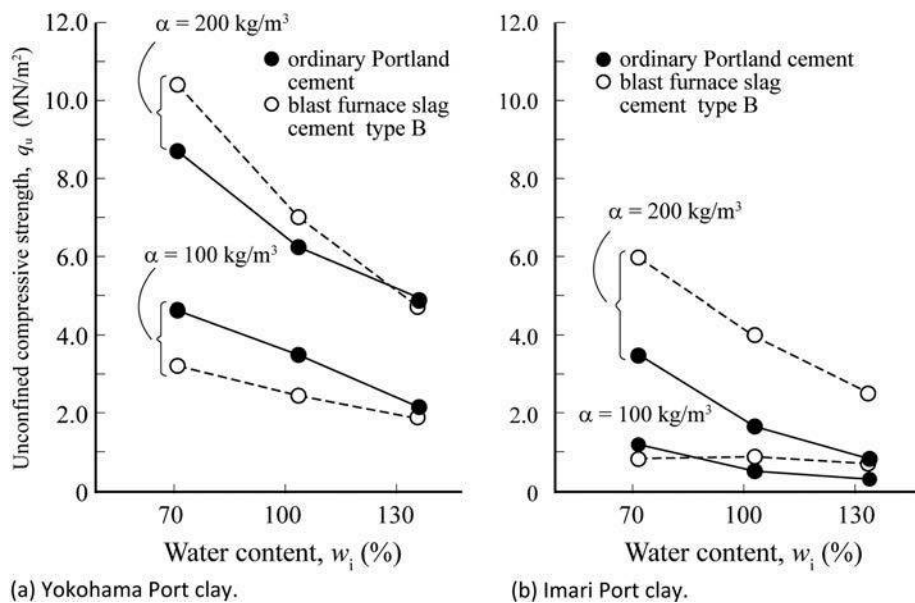 Unconfined compressive strength, qu (MN/m²)
12.0
10.0
8.0
6.0
4.0
2.0
0
α = 200 kg/m³
ordinary Portland
cement
blast furnace slag
cement type B
α = 100 kg/m³
70
100
130
Water content, wi (%)
(a) Yokohama Port clay.
12.0
10.0
8.0
6.0
4.0
2.0
0
ordinary
Portland cement
blast furnace slag
cement type B
α = 200 kg/m³
α = 100 kg/m³
70
100
130
Water content, wi (%)
(b) Imari Port clay.